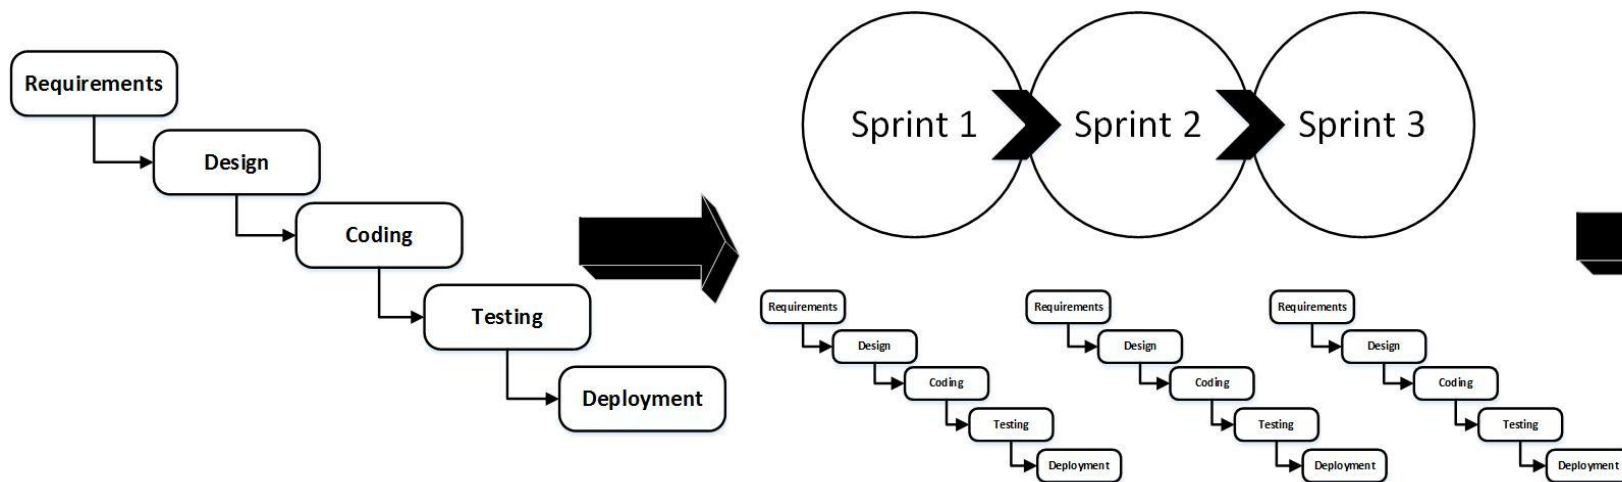 Requirements
Design
Coding
Testing
Deployment
Sprint 1
Sprint 2
Sprint 3
Requirements
Design
Coding
Testing
Deployment
Requirements
Design
Coding
Testing
Deployment
Requirements
Design
Coding
Testing
Deployment